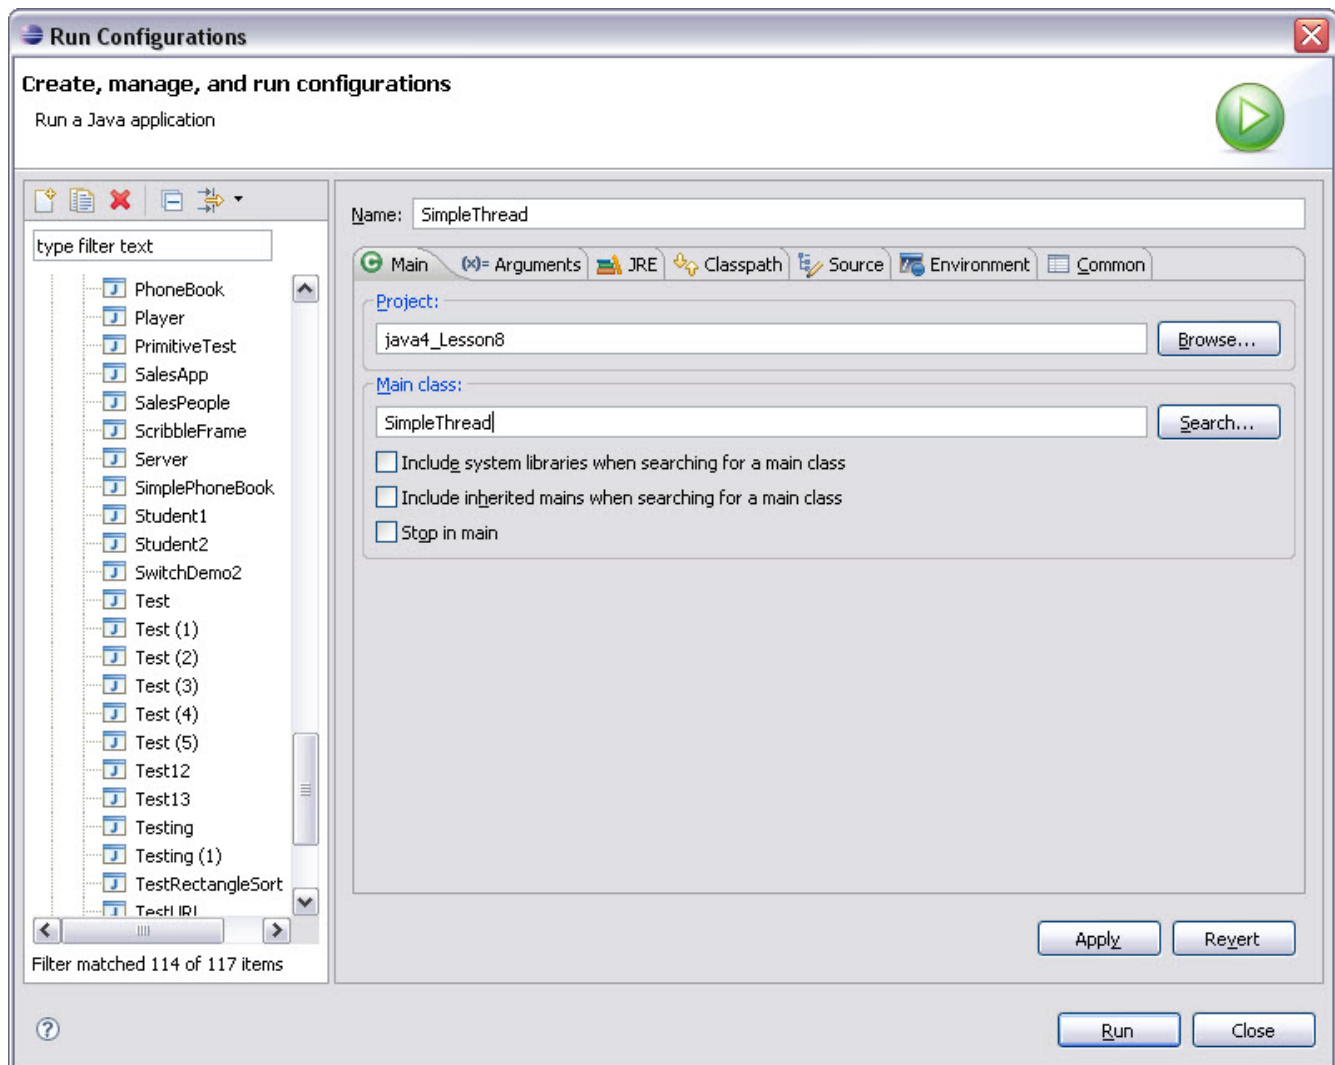 Run Configurations
Create, manage, and run configurations
Run a Java application
type filter text
PhoneBook
Player
PrimitiveTest
SalesApp
SalesPeople
ScribbleFrame
Server
SimplePhoneBook
Student1
Student2
SwitchDemo2
Test
Test (1)
Test (2)
Test (3)
Test (4)
Test (5)
Test12
Test13
Testing
Testing (1)
TestRectangleSort
TestURL
Filter matched 114 of 117 items
Name: SimpleThread
Main (x)= Arguments JRE Classpath Source Environment Common
Project:
java4_Lesson8 Browse...
Main class:
SimpleThread Search...
Include system libraries when searching for a main class
Include inherited mains when searching for a main class
Stop in main
Apply Revert
Run Close